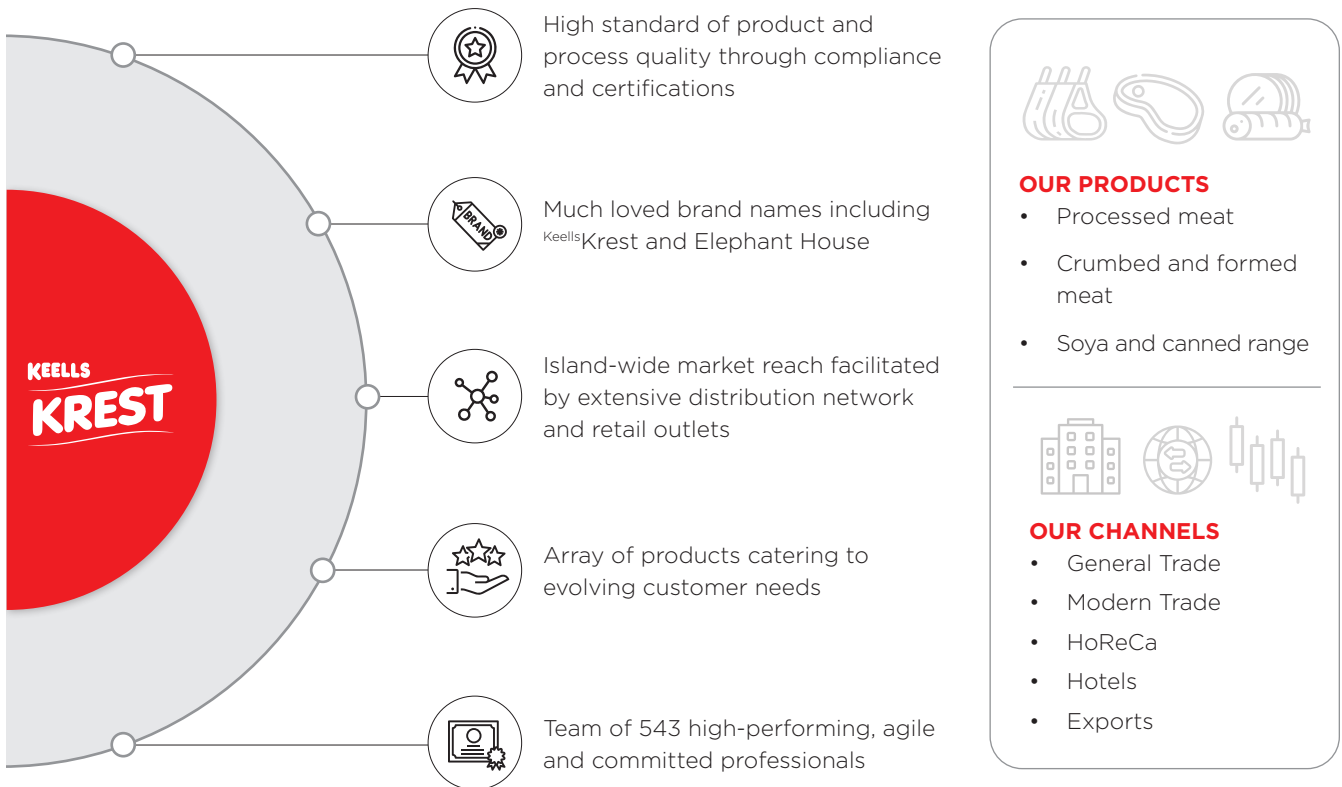 KEELLS
KREST
High standard of product and
process quality through compliance
and certifications
BRAND
Much loved brand names including
KeellsKrest and Elephant House
Island-wide market reach facilitated
by extensive distribution network
and retail outlets
Array of products catering to
evolving customer needs
Team of 543 high-performing, agile
and committed professionals
OUR PRODUCTS
• Processed meat
• Crumbed and formed
meat
• Soya and canned range
OUR CHANNELS
• General Trade
• Modern Trade
• HoReCa
• Hotels
• Exports